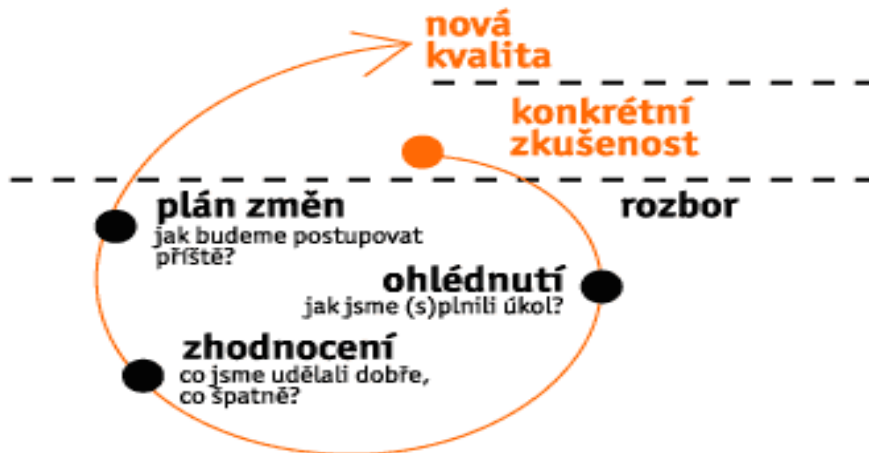 nová
kvalita
konkrétní
zkušenost
plán změn
jak budeme postupovat
příště?
rozbor
ohlédnutí
jak jsme (s)plnili úkol?
zhodnocení
co jsme udělali dobře,
co špatně?